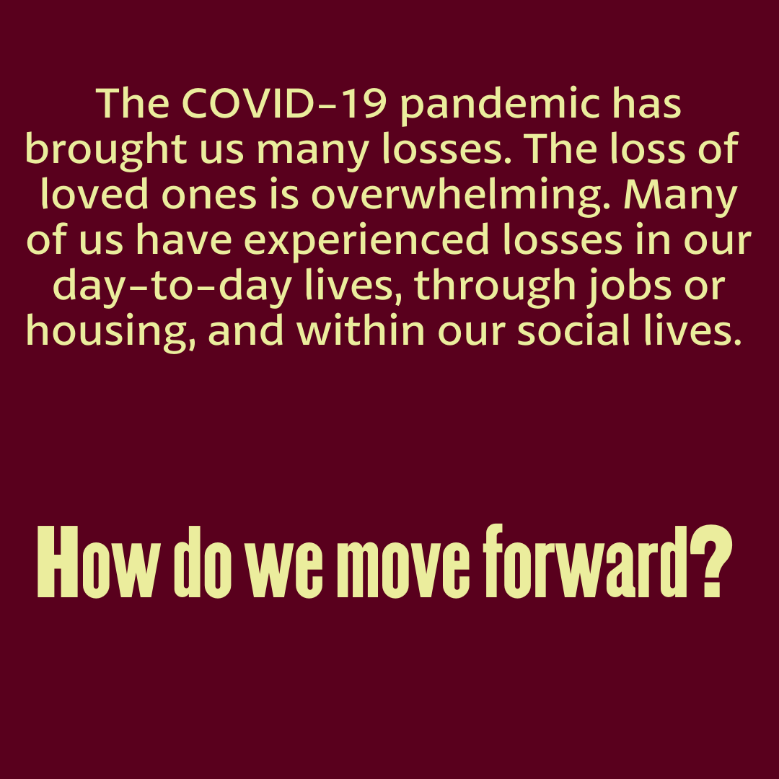 The COVID-19 pandemic has
brought us many losses. The loss of
loved ones is overwhelming. Many
of us have experienced losses in our
day-to-day lives, through jobs or
housing, and within our social lives.
How do we move forward?